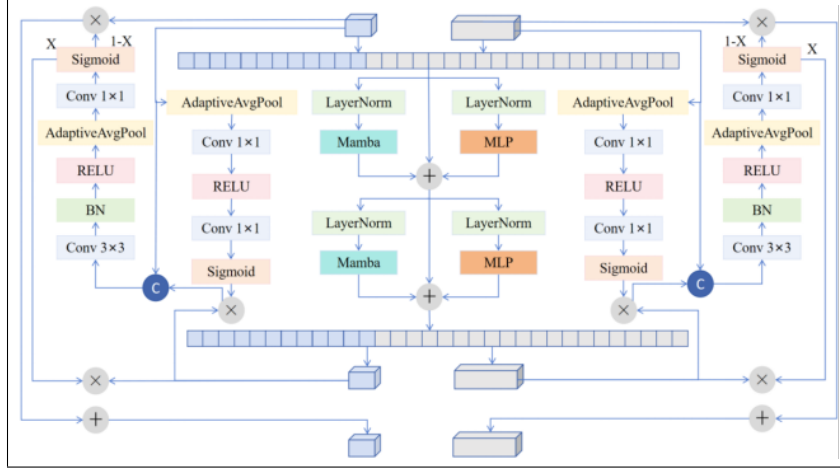 ×
×
X
1-X
1-X
X
Sigmoid
Sigmoid
Conv 1×1
Conv 1×1
AdaptiveAvgPool
LayerNorm
LayerNorm
AdaptiveAvgPool
AdaptiveAvgPool
AdaptiveAvgPool
Conv 1×1
Mamba
MLP
Conv 1×1
RELU
RELU
+
RELU
RELU
BN
BN
Conv 1×1
LayerNorm
LayerNorm
Conv 1×1
Conv 3×3
Conv 3×3
Sigmoid
Mamba
MLP
Sigmoid
C
C
+
×
×
×
×
+
+